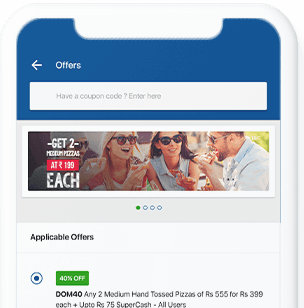 Offers
Have a coupon code ? Enter here
-GET 2-
MEDIUM PIZZAS
AT ₹ 199
EACH
Applicable Offers
40% OFF
DOM40 Any 2 Medium Hand Tossed Pizzas of Rs 555 for Rs 399
each + Upto Rs 75 SuperCash - All Users